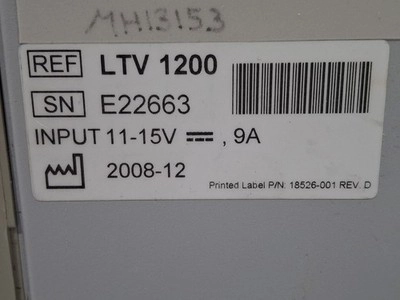 MH13153
REF LTV 1200
SN E22663
INPUT 11-15V ⎓ , 9A
2008-12
Printed Label P/N: 18526-001 REV. D